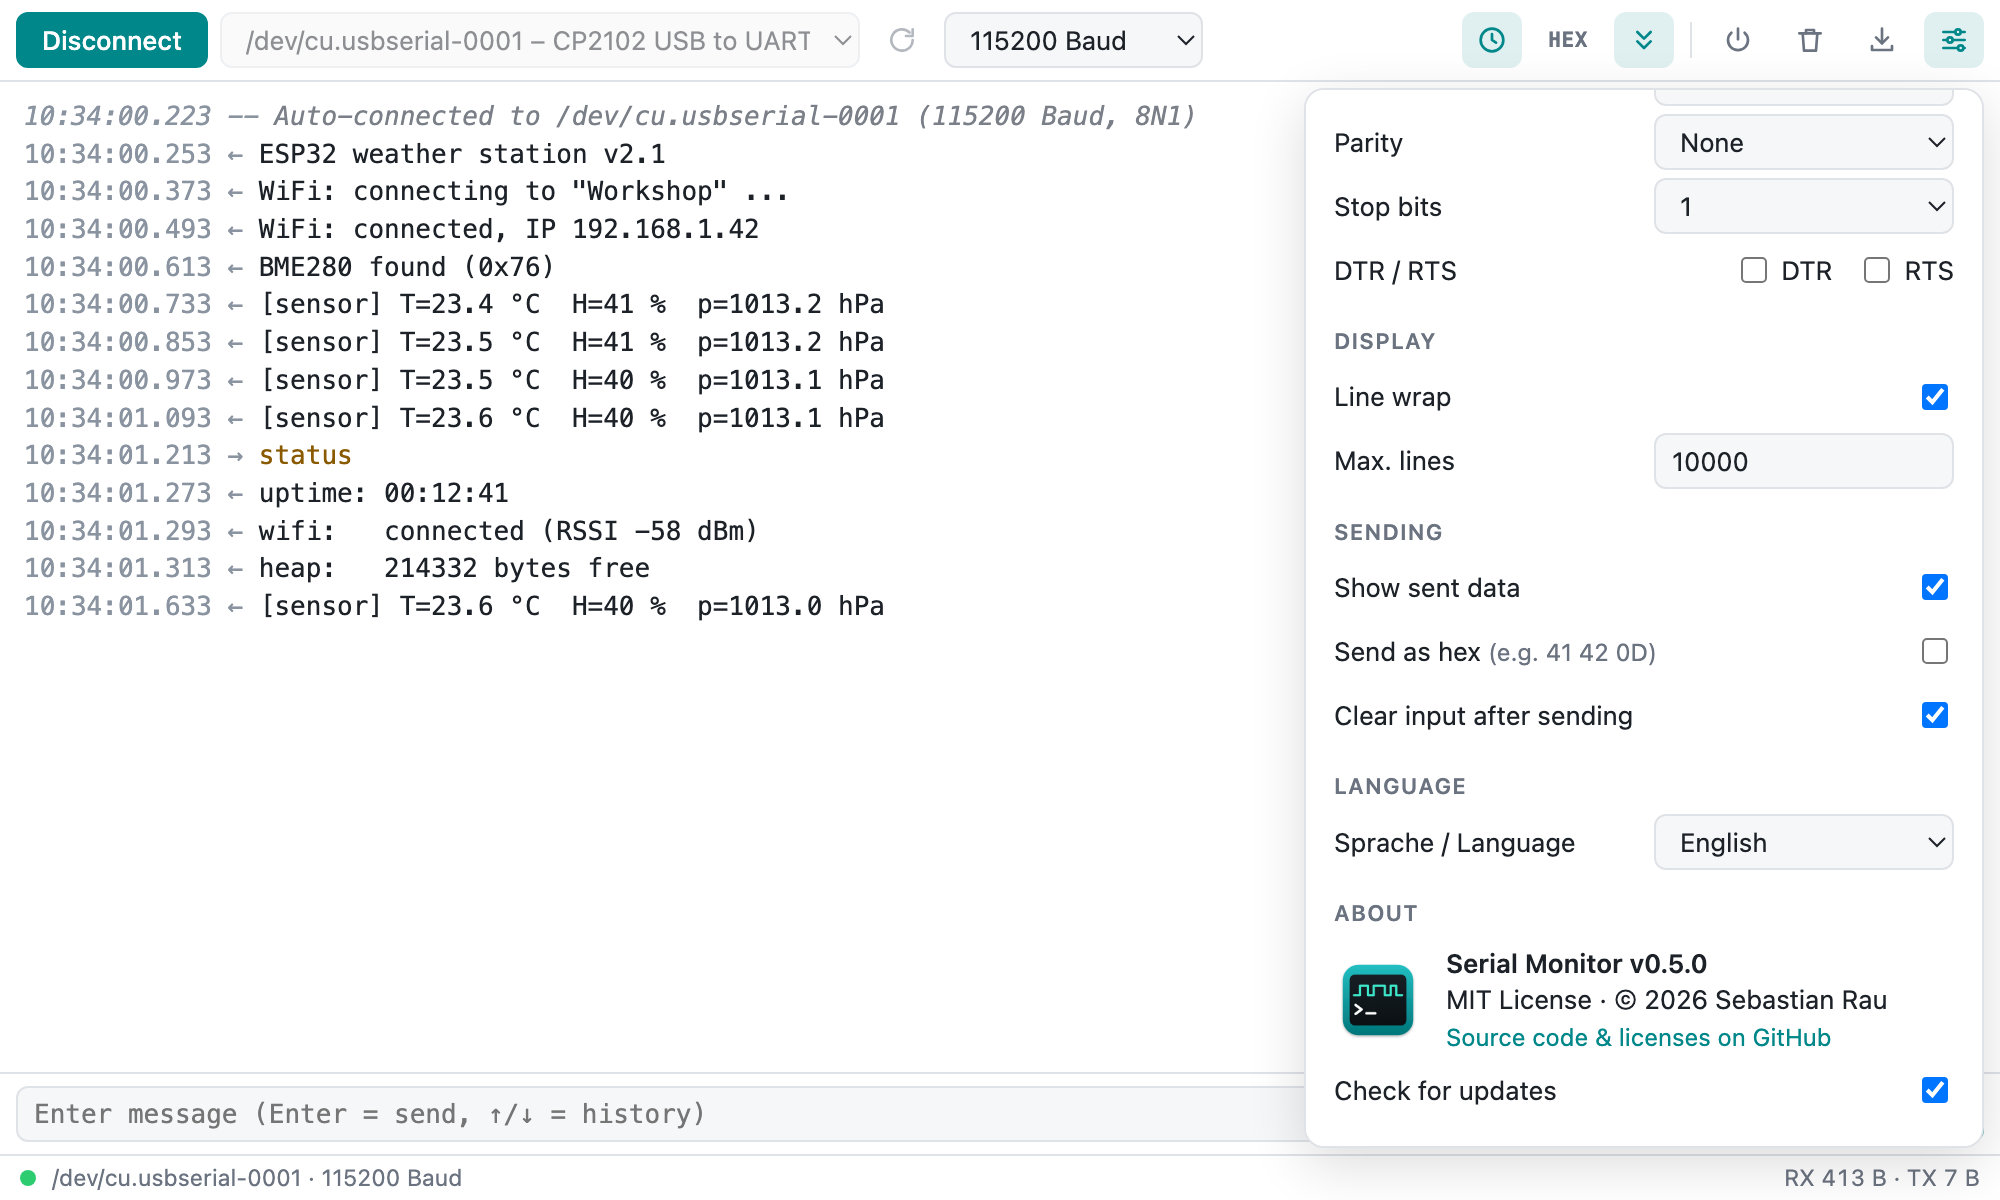 Disconnect
/dev/cu.usbserial-0001 – CP2102 USB to UART
115200 Baud
HEX
10:34:00.223 -- Auto-connected to /dev/cu.usbserial-0001 (115200 Baud, 8N1)
10:34:00.253 ← ESP32 weather station v2.1
10:34:00.373 ← WiFi: connecting to "Workshop" ...
10:34:00.493 ← WiFi: connected, IP 192.168.1.42
10:34:00.613 ← BME280 found (0x76)
10:34:00.733 ← [sensor] T=23.4 °C  H=41 %  p=1013.2 hPa
10:34:00.853 ← [sensor] T=23.5 °C  H=41 %  p=1013.2 hPa
10:34:00.973 ← [sensor] T=23.5 °C  H=40 %  p=1013.1 hPa
10:34:01.093 ← [sensor] T=23.6 °C  H=40 %  p=1013.1 hPa
10:34:01.213 → status
10:34:01.273 ← uptime: 00:12:41
10:34:01.293 ← wifi:   connected (RSSI -58 dBm)
10:34:01.313 ← heap:   214332 bytes free
10:34:01.633 ← [sensor] T=23.6 °C  H=40 %  p=1013.0 hPa
Parity
None
Stop bits
1
DTR / RTS
DTR
RTS
DISPLAY
Line wrap
Max. lines
10000
SENDING
Show sent data
Send as hex (e.g. 41 42 0D)
Clear input after sending
LANGUAGE
Sprache / Language
English
ABOUT
>_
Serial Monitor v0.5.0
MIT License · © 2026 Sebastian Rau
Source code & licenses on GitHub
Check for updates
Enter message (Enter = send, ↑/↓ = history)
/dev/cu.usbserial-0001 · 115200 Baud
RX 413 B · TX 7 B